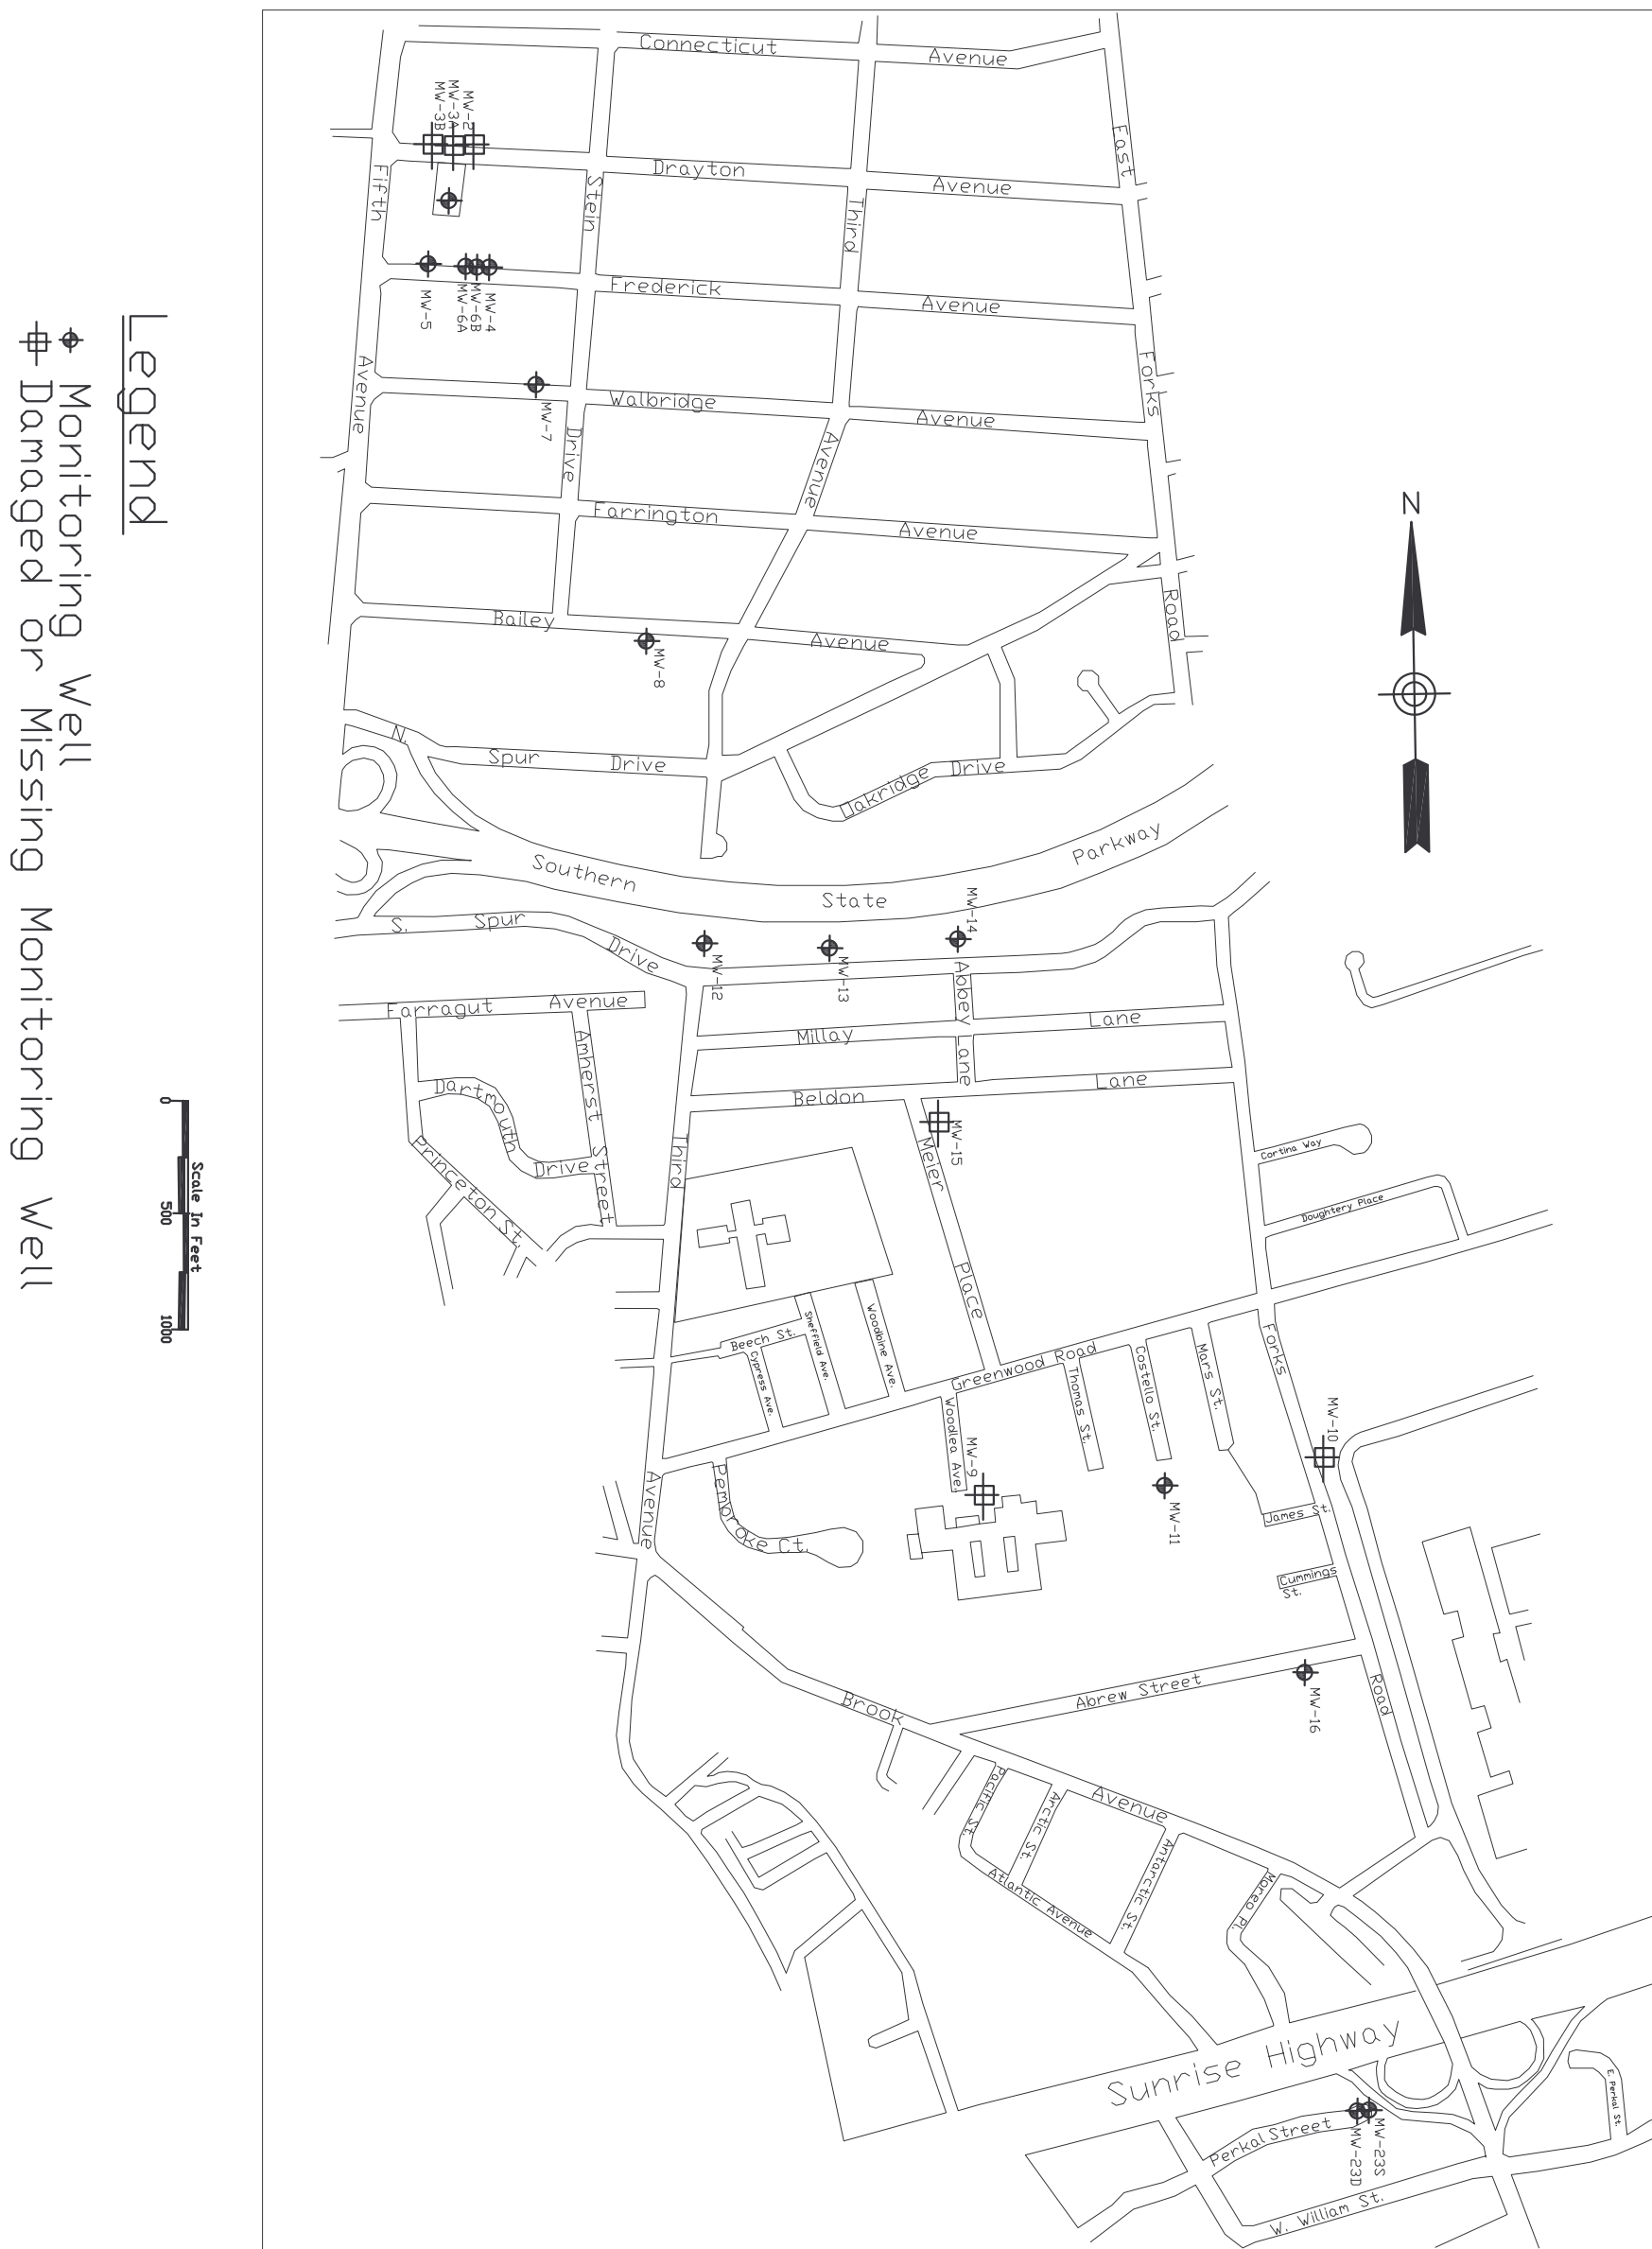 Connecticut
Avenue
MW-2
MW-3A
MW-3B
East
Fifth
Stein
Drayton
Third
Avenue
Frederick
Avenue
MW-5
MW-6A
MW-6B
MW-4
Avenue
Forks
Walbridge
Avenue
MW-7
Drive
Avenue
Farrington
Avenue
N
Bailey
Avenue
Road
MW-8
N.
Spur
Drive
Oakridge
Drive
Southern
State
Parkway
MW-14
S.
Spur
Drive
MW-12
MW-13
Abbey
Lane
Farragut
Avenue
Millay
Lane
Amherst
Street
Dartmouth
Drive
Beldon
Lane
Princeton St.
Third
Meier
Place
MW-15
Cortina Way
Doughtery Place
Beech St.
Cypress Ave.
Sheffield Ave.
Woodbine Ave.
Greenwood Road
Thomas St.
Costello St.
Mars St.
Forks
Woodlea Ave.
MW-9
MW-10
MW-11
Avenue
Pembroke Ct.
James St.
Cummings
St.
Brook
Abrew Street
MW-16
Road
Avenue
Pacific St.
Arctic St.
Antarctic St.
Atlantic Avenue
Moreo Pl.
Sunrise Highway
Perkal Street
MW-23S
MW-23D
E. Perkal St.
W. William St.
Legend
Monitoring Well
Damaged or Missing Monitoring Well
Scale In Feet
0
500
1000